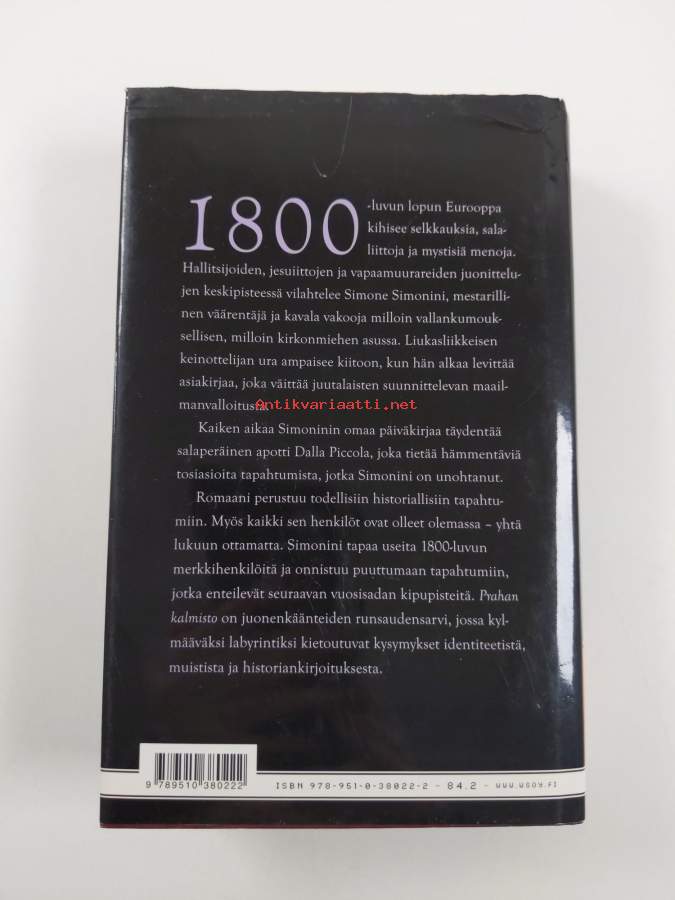 1800 -luvun lopun Eurooppa
kihisee selkkauksia, sala-
liittoja ja mystisiä menoja.
Hallitsijoiden, jesuiittojen ja vapaamuurareiden juonittelu-
jen keskipisteessä vilahtelee Simone Simonini, mestarilli-
nen väärentäjä ja kavala vakooja milloin vallankumouk-
sellisen, milloin kirkonmiehen asussa. Liukasliikkeisen
keinottelijan ura ampaisee kiitoon, kun hän alkaa levittää
asiakirjaa, joka väittää juutalaisten suunnittelevan maail-
manvalloitusta.
Antikvariaatti.net
Kaiken aikaa Simoninin omaa päiväkirjaa täydentää
salaperäinen apotti Dalla Piccola, joka tietää hämmentäviä
tosiasioita tapahtumista, jotka Simonini on unohtanut.
Romaani perustuu todellisiin historiallisiin tapahtu-
miin. Myös kaikki sen henkilöt ovat olleet olemassa – yhtä
lukuun ottamatta. Simonini tapaa useita 1800-luvun
merkkihenkilöitä ja onnistuu puuttumaan tapahtumiin,
jotka enteilevät seuraavan vuosisadan kipupisteitä. Prahan
kalmisto on juonenkäänteiden runsaudensarvi, jossa kyl-
määväksi labyrintiksi kietoutuvat kysymykset identiteetistä,
muistista ja historiankirjoituksesta.
9 789510 380222
ISBN 978-951-0-38022-2 – 84.2 – WWW.WSOY.FI